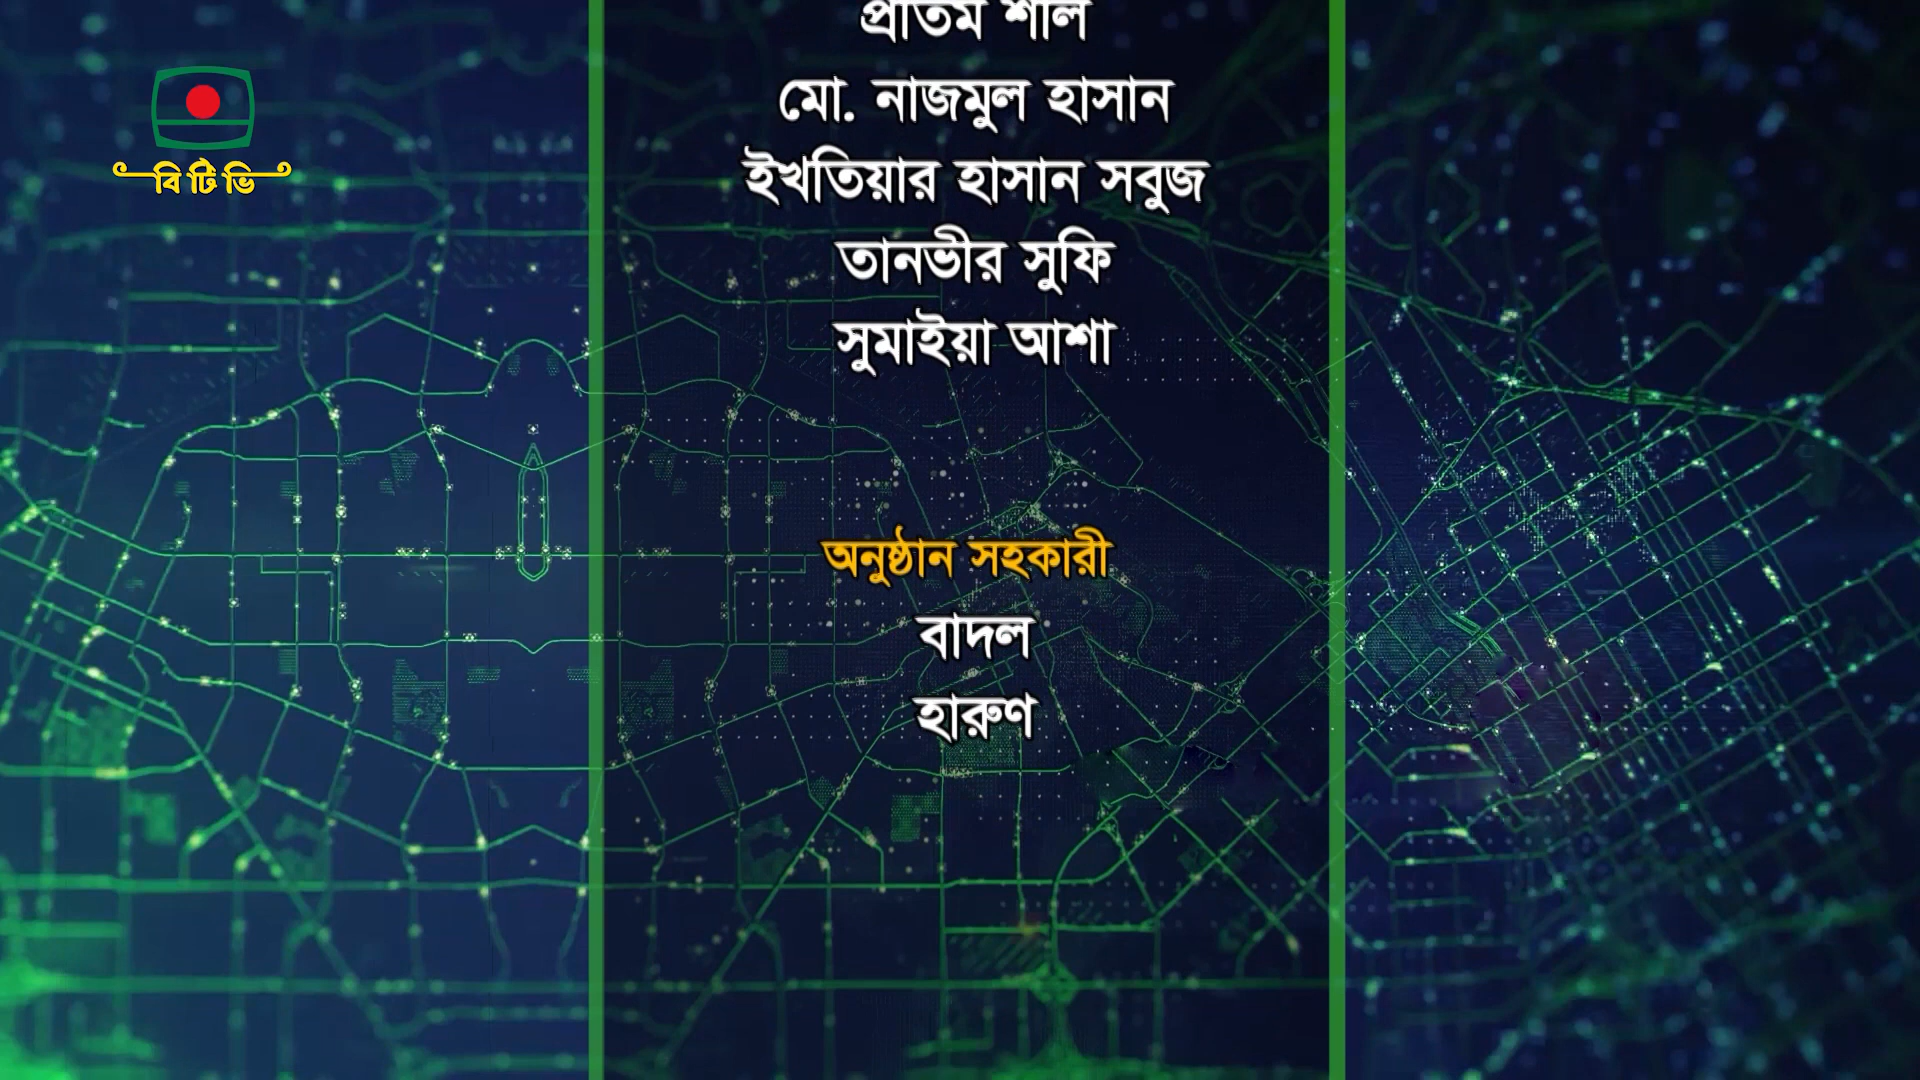 বিটিভি
মো. নাজমুল হাসান
ইখতিয়ার হাসান সবুজ
তানভীর সুফি
সুমাইয়া আশা
অনুষ্ঠান সহকারী
বাদল
হারুণ